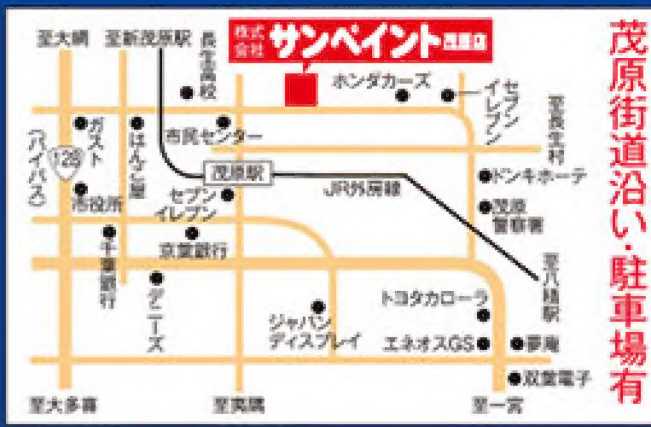 株式会社 サンペイント 茂原店
茂原街道沿い・駐車場有
至大網
至新茂原駅
長生高校
ホンダカーズ
セブンイレブン
至長生村
128
(バイパス)
ガスト
はんこ屋
市民センター
茂原駅
JR外房線
ドンキホーテ
茂原警察署
市役所
セブンイレブン
千葉銀行
京葉銀行
デニーズ
ジャパンディスプレイ
トヨタカローラ
至八積駅
エネオスGS
夢庵
双葉電子
至大多喜
至夷隅
至一宮